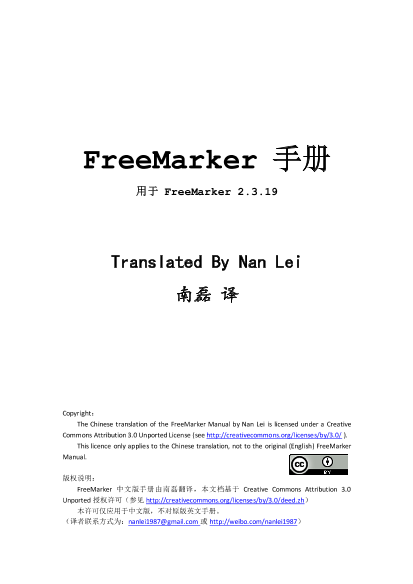 FreeMarker 手册
用于 FreeMarker 2.3.19
Translated By Nan Lei
南磊 译
Copyright:
The Chinese translation of the FreeMarker Manual by Nan Lei is licensed under a Creative
Commons Attribution 3.0 Unported License (see http://creativecommons.org/licenses/by/3.0/ ).
This licence only applies to the Chinese translation, not to the original (English) FreeMarker
Manual.
cc BY
版权说明：
FreeMarker 中文版手册由南磊翻译，本文档基于 Creative Commons Attribution 3.0
Unported 授权许可（参见 http://creativecommons.org/licenses/by/3.0/deed.zh）
本许可仅应用于中文版，不对原版英文手册。
（译者联系方式为：nanlei1987@gmail.com 或 http://weibo.com/nanlei1987）